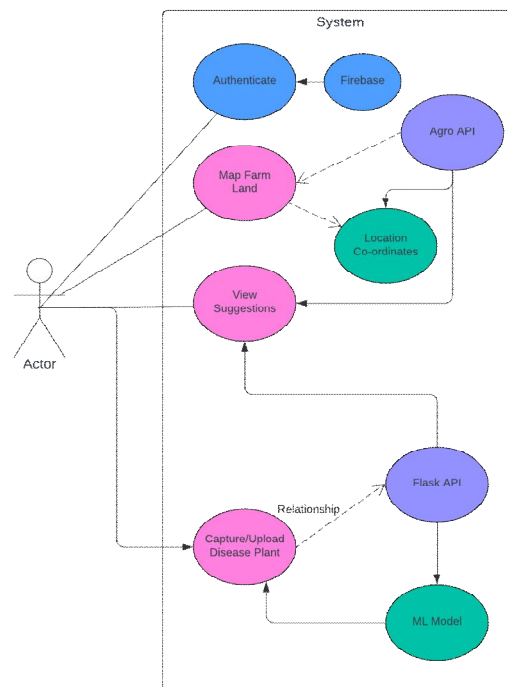 System
Authenticate
Firebase
Agro API
Map Farm
Land
Location
Co-ordinates
View
Suggestions
Actor
Flask API
Relationship
Capture/Upload
Disease Plant
ML Model